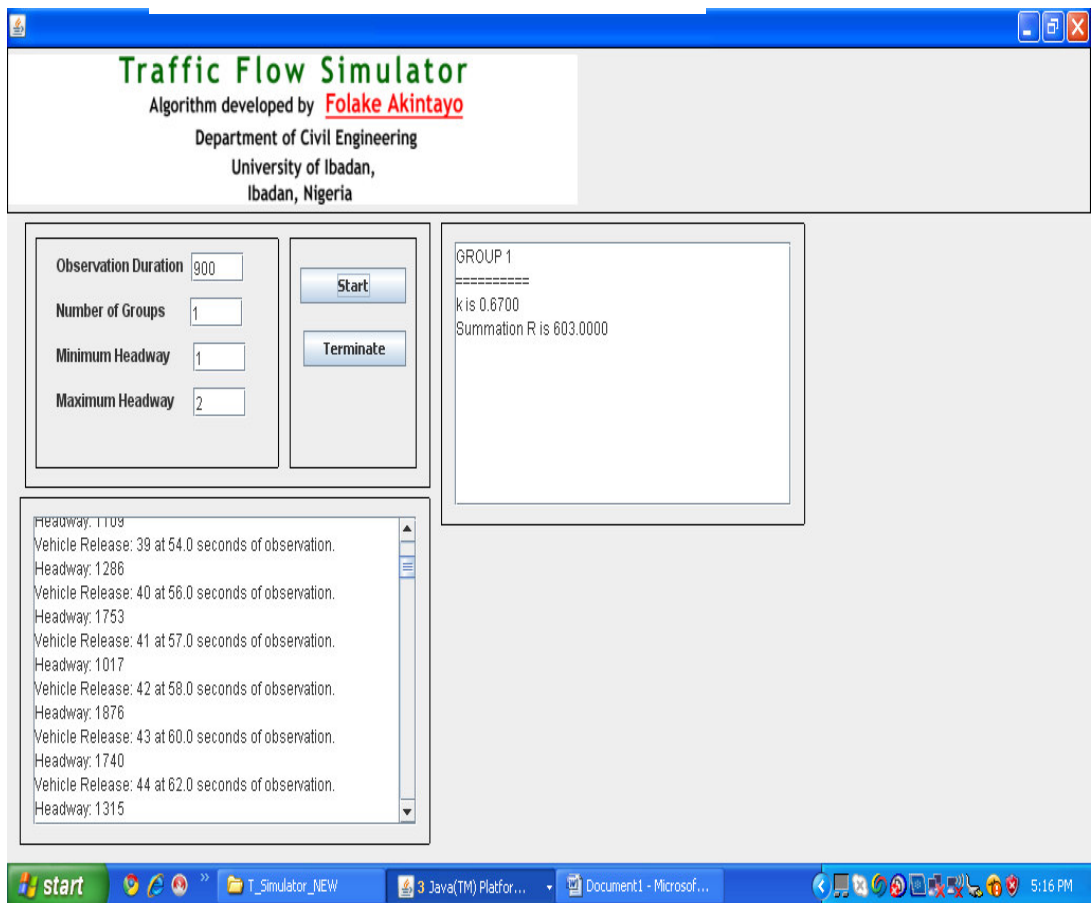 Traffic Flow Simulator
Algorithm developed by Folake Akintayo
Department of Civil Engineering
University of Ibadan,
Ibadan, Nigeria
Observation Duration 900
Number of Groups 1
Minimum Headway 1
Maximum Headway 2
Start
Terminate
GROUP 1
==========
k is 0.6700
Summation R is 603.0000
Headway: 1109
Vehicle Release: 39 at 54.0 seconds of observation.
Headway: 1286
Vehicle Release: 40 at 56.0 seconds of observation.
Headway: 1753
Vehicle Release: 41 at 57.0 seconds of observation.
Headway: 1017
Vehicle Release: 42 at 58.0 seconds of observation.
Headway: 1876
Vehicle Release: 43 at 60.0 seconds of observation.
Headway: 1740
Vehicle Release: 44 at 62.0 seconds of observation.
Headway: 1315
start
T_Simulator_NEW
3 Java(TM) Platfor...
Document1 - Microsof...
5:16 PM